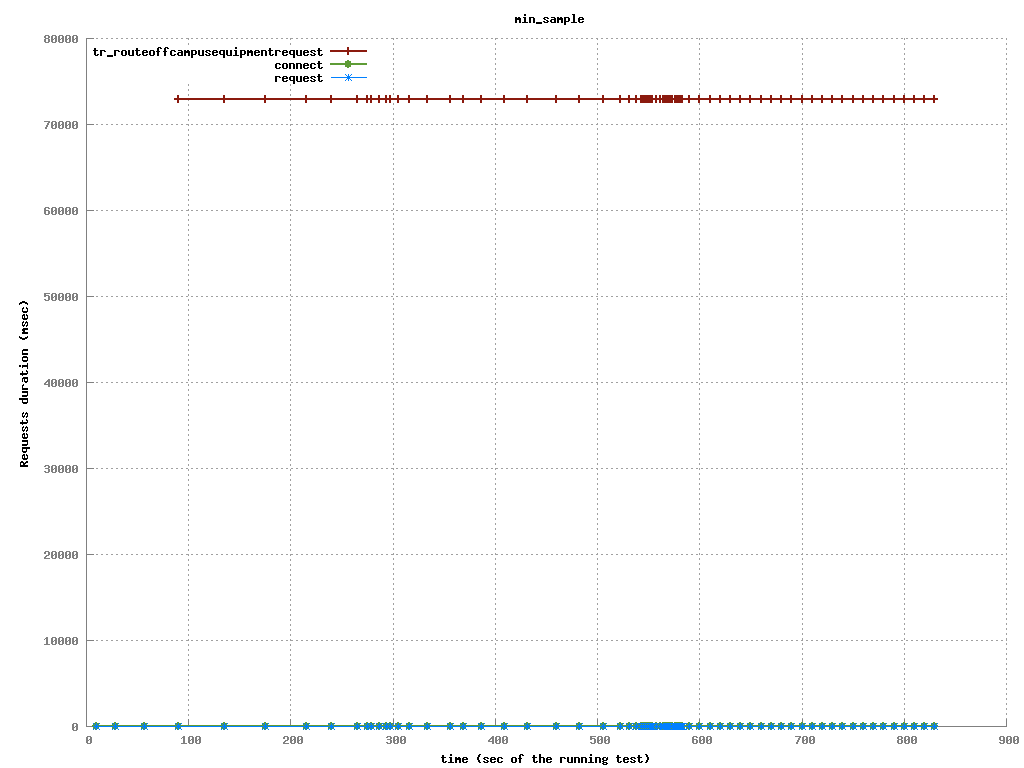 min_sample
80000
70000
60000
50000
40000
30000
20000
10000
0
tr_routeoffcampusequipmentrequest
connect
request
Requests duration (msec)
0 100 200 300 400 500 600 700 800 900
time (sec of the running test)